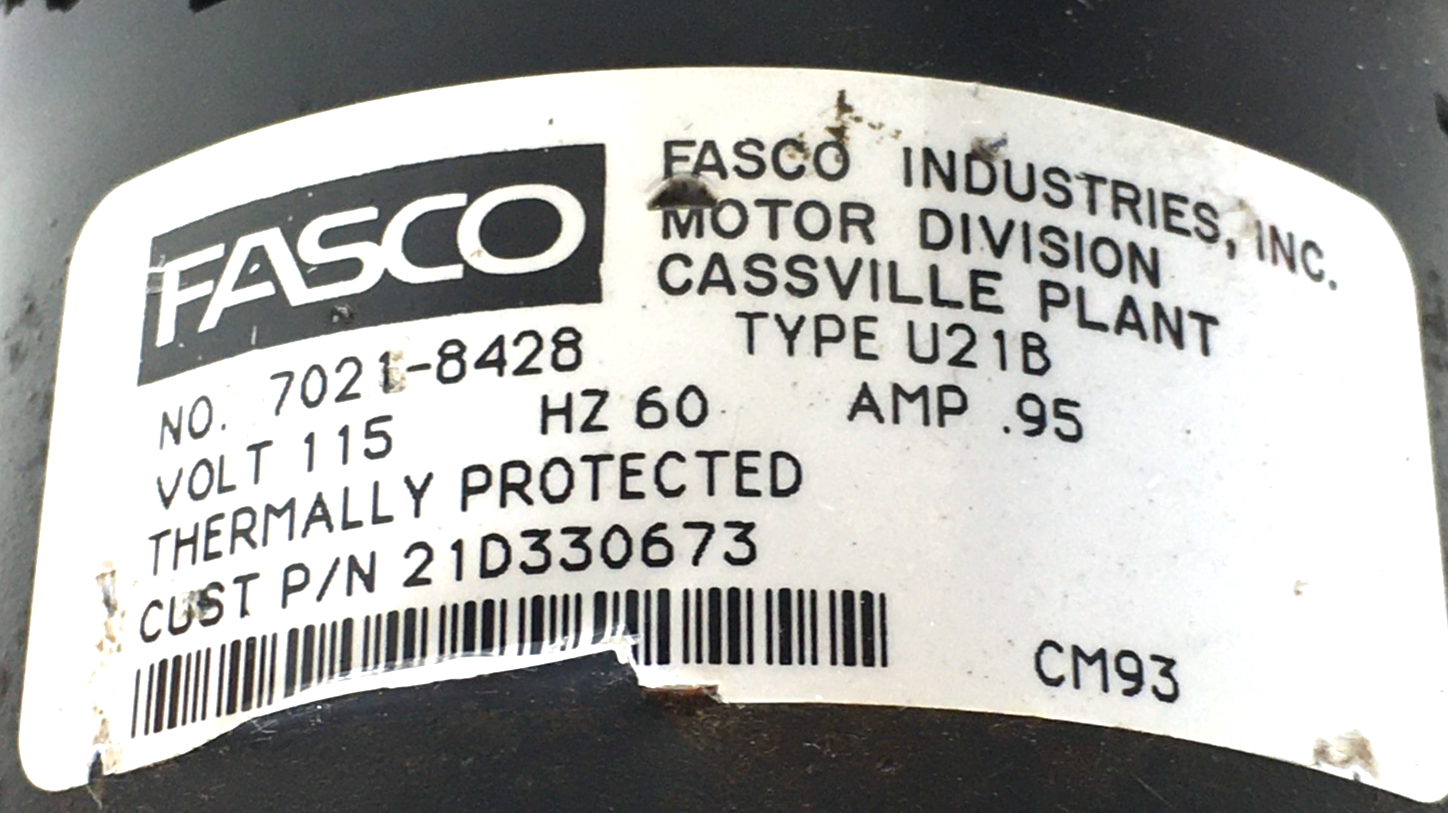 FASCO
FASCO INDUSTRIES, INC.
MOTOR DIVISION
CASSVILLE PLANT
NO. 7021-8428 TYPE U21B
VOLT 115 HZ 60 AMP .95
THERMALLY PROTECTED
CUST P/N 21D330673
CM93